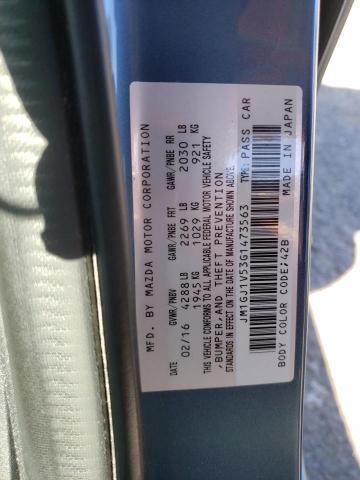 MFD. BY MAZDA MOTOR CORPORATION
DATE GVWR/PNBV GAWR/PNBE FRT GAWR/PNBE RR
02/16 4288 LB 2269 LB 2030 LB
1945 KG 1029 KG 921 KG
THIS VEHICLE CONFORMS TO ALL APPLICABLE FEDERAL MOTOR VEHICLE SAFETY
,BUMPER,AND THEFT PREVENTION
STANDARDS IN EFFECT ON THE DATE OF MANUFACTURE SHOWN ABOVE.
JM1GJ1V53G1473563 TYPE: PASS CAR
BODY COLOR CODE;42B MADE IN JAPAN